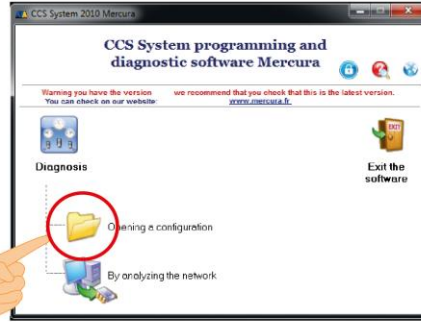 CCS System 2010 Mercura
CCS System programming and
diagnostic software Mercura
Warning you have the version we recommend that you check that this is the latest version.
You can check on our website: www.mercura.fr
EXIT
Diagnosis
Exit the
software
Opening a configuration
By analyzing the network